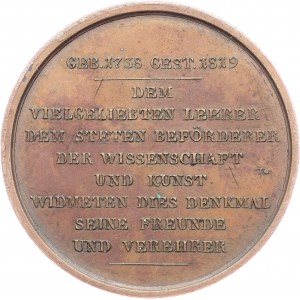 GEB. 1738 GEST. 1819
DEM
VIELGELIEBTEN LEHRER
DEM STETEN BEFÖRDERER
DER WISSENSCHAFT
UND KUNST
WIDMETEN DIES DENKMAL
SEINE FREUNDE
UND VEREHRER